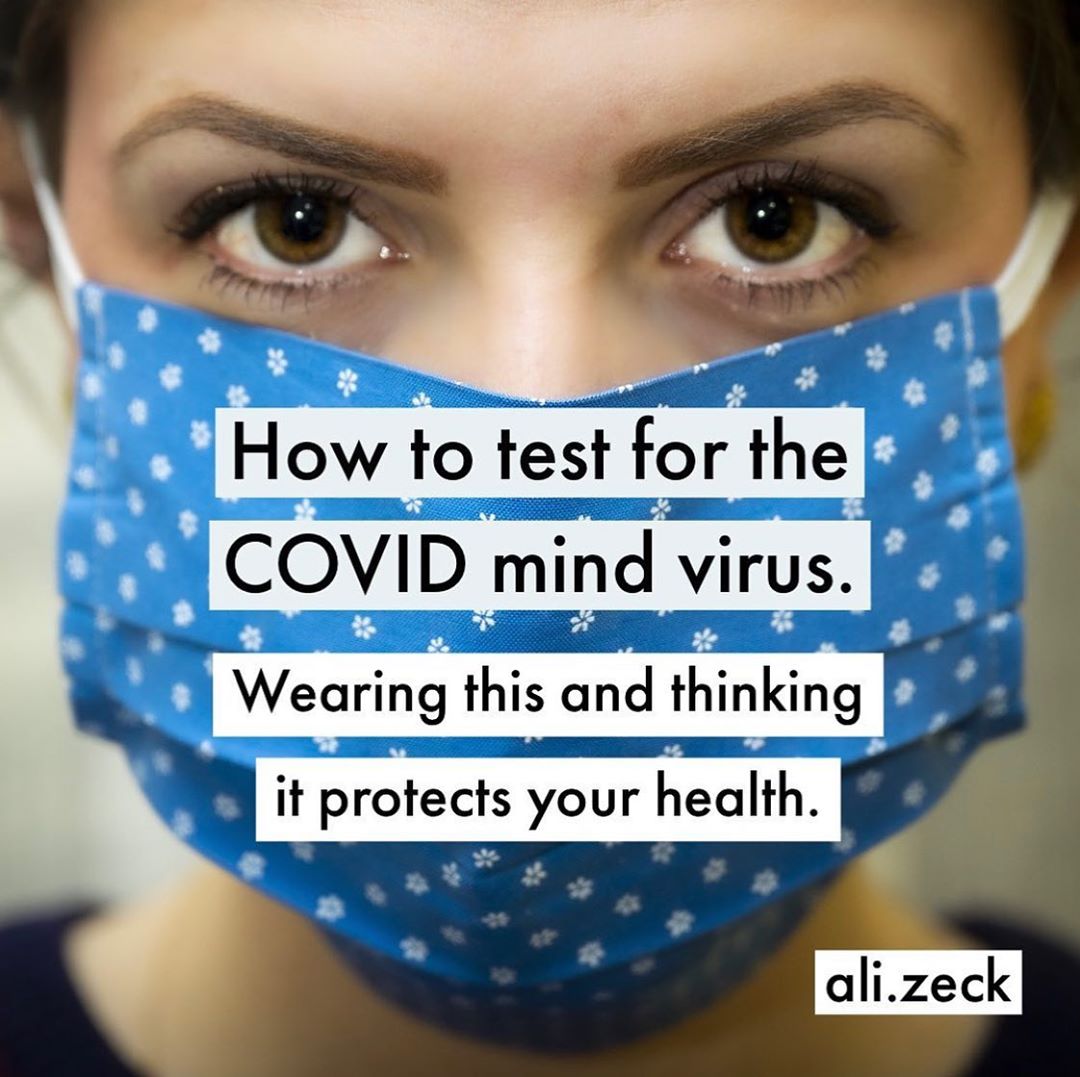 How to test for the
COVID mind virus.
Wearing this and thinking
it protects your health.
ali.zeck